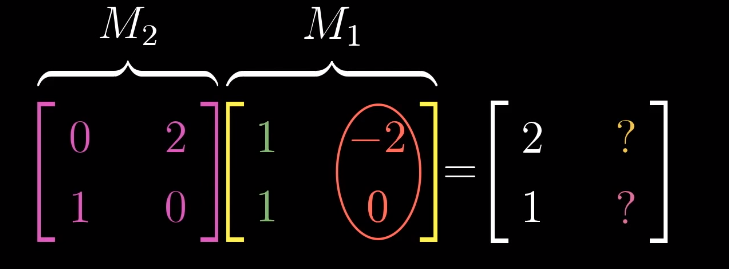 M₂ M₁
0 2 1 −2 2 ?
=
1 0 1 0 1 ?